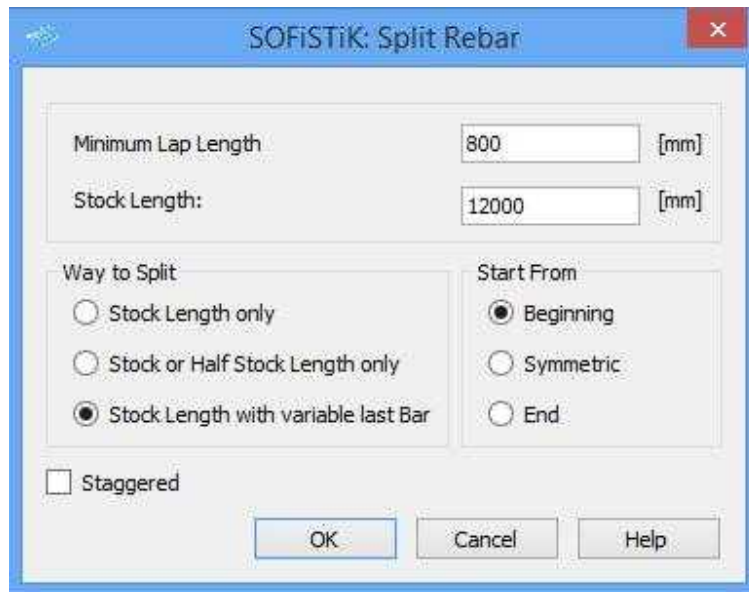 SOFiSTiK: Split Rebar
Minimum Lap Length 800 [mm]
Stock Length: 12000 [mm]
Way to Split
Stock Length only
Stock or Half Stock Length only
Stock Length with variable last Bar
Start From
Beginning
Symmetric
End
Staggered
OK Cancel Help